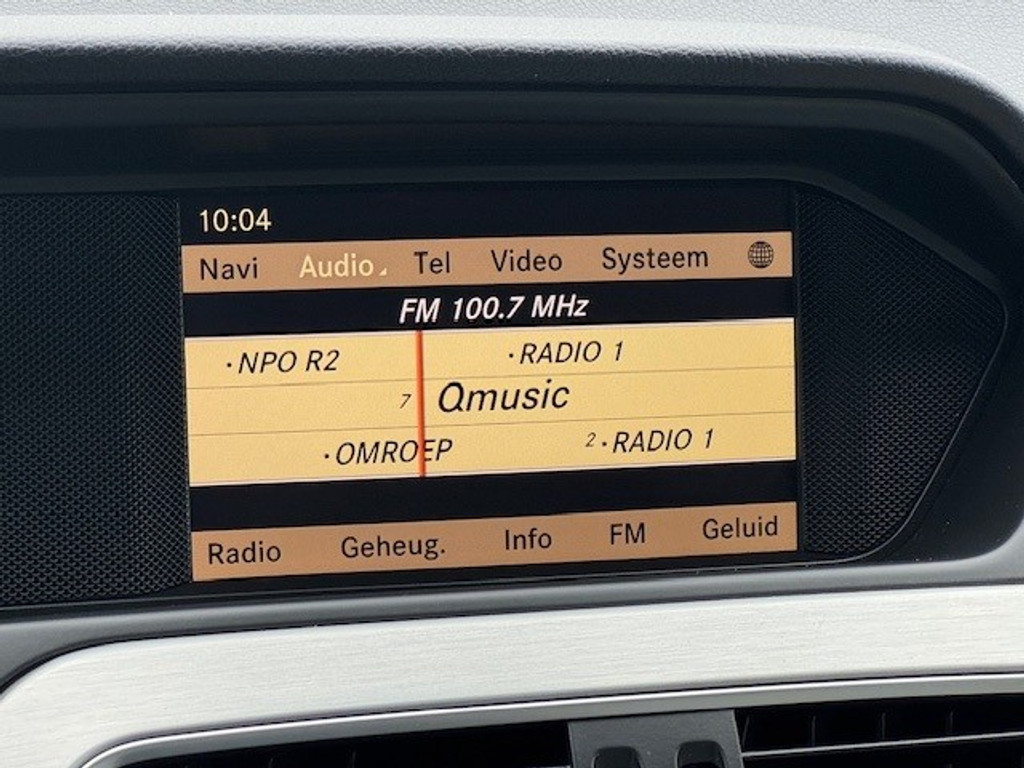 10:04
Navi Audio Tel Video Systeem
FM 100.7 MHz
·NPO R2 ·RADIO 1
7 Qmusic
·OMROEP 2·RADIO 1
Radio Geheug. Info FM Geluid